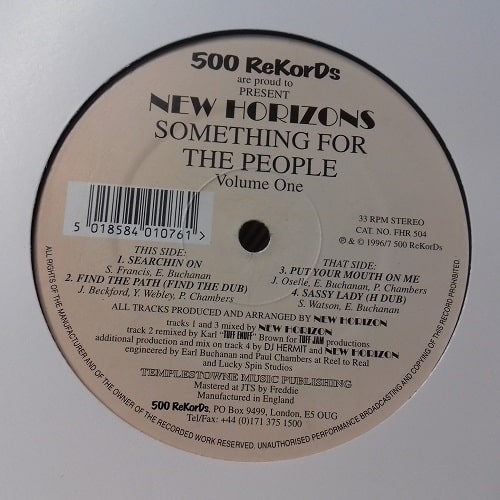 500 ReKorDs
are proud to
PRESENT
NEW HORIZONS
SOMETHING FOR
THE PEOPLE
Volume One
33 RPM STEREO
CAT. NO. FHR 504
℗ & © 1996/7 500 ReKorDs
5 018584 010761 >
THIS SIDE:
1. SEARCHIN ON
S. Francis, E. Buchanan
2. FIND THE PATH (FIND THE DUB)
J. Beckford, Y. Webley, P. Chambers
THAT SIDE:
3. PUT YOUR MOUTH ON ME
J. Oselle, E. Buchanan, P. Chambers
4. SASSY LADY (H DUB)
S. Watson, E. Buchanan
ALL TRACKS PRODUCED AND ARRANGED BY NEW HORIZON
tracks 1 and 3 mixed by NEW HORIZON
track 2 remixed by Karl "TUFF ENUFF" Brown for TUFF JAM productions
additional production and mix on track 4 by DJ HERMIT and NEW HORIZON
engineered by Earl Buchanan and Paul Chambers at Reel to Real
and Lucky Spin Studios
TEMPLESTOWNE MUSIC PUBLISHING
Mastered at JTS by Freddie
Manufactured in England
500 ReKorDs, PO Box 9499, London, E5 OUG
Tel/Fax: +44 (0)171 375 1500
ALL RIGHTS OF THE MANUFACTURER AND OF THE OWNER OF THE RECORDED WORK RESERVED. UNAUTHORISED PERFORMANCE BROADCASTING AND COPYING OF THIS RECORD PROHIBITED.